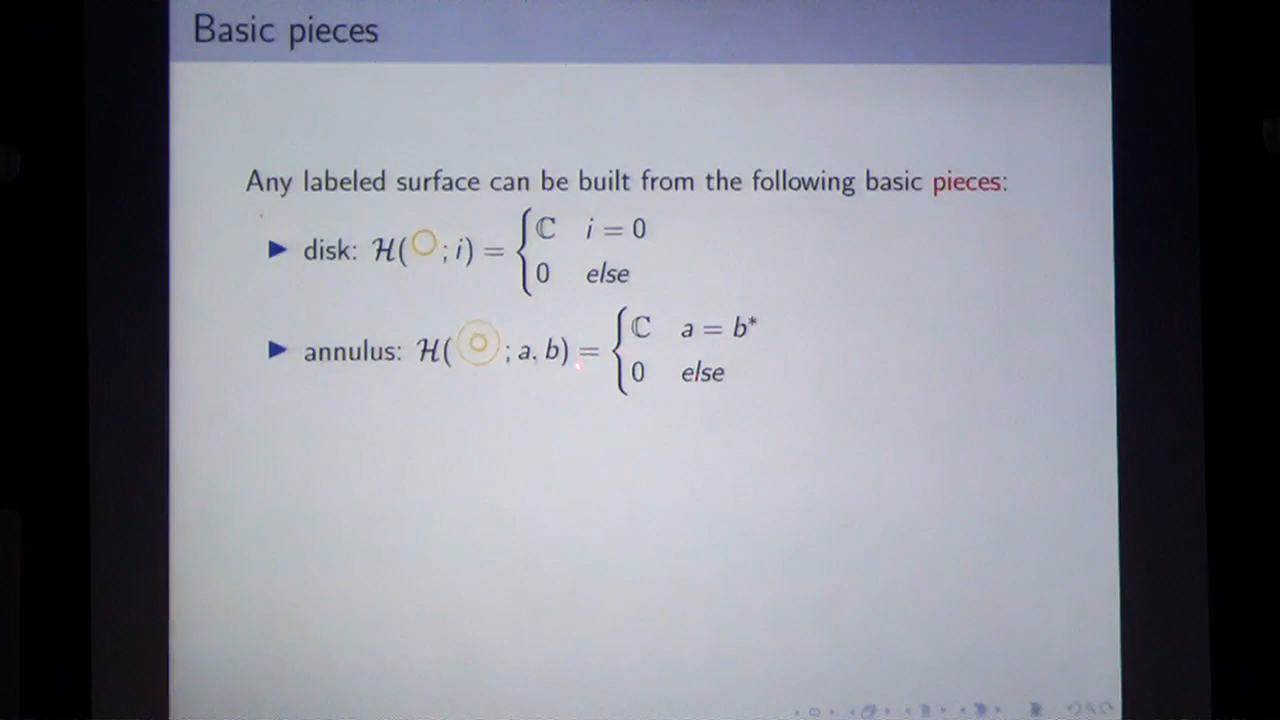 Basic pieces
Any labeled surface can be built from the following basic pieces:
▶ disk: ℋ(○; i) = { ℂ i = 0
0 else
▶ annulus: ℋ(◎; a, b) = { ℂ a = b*
0 else